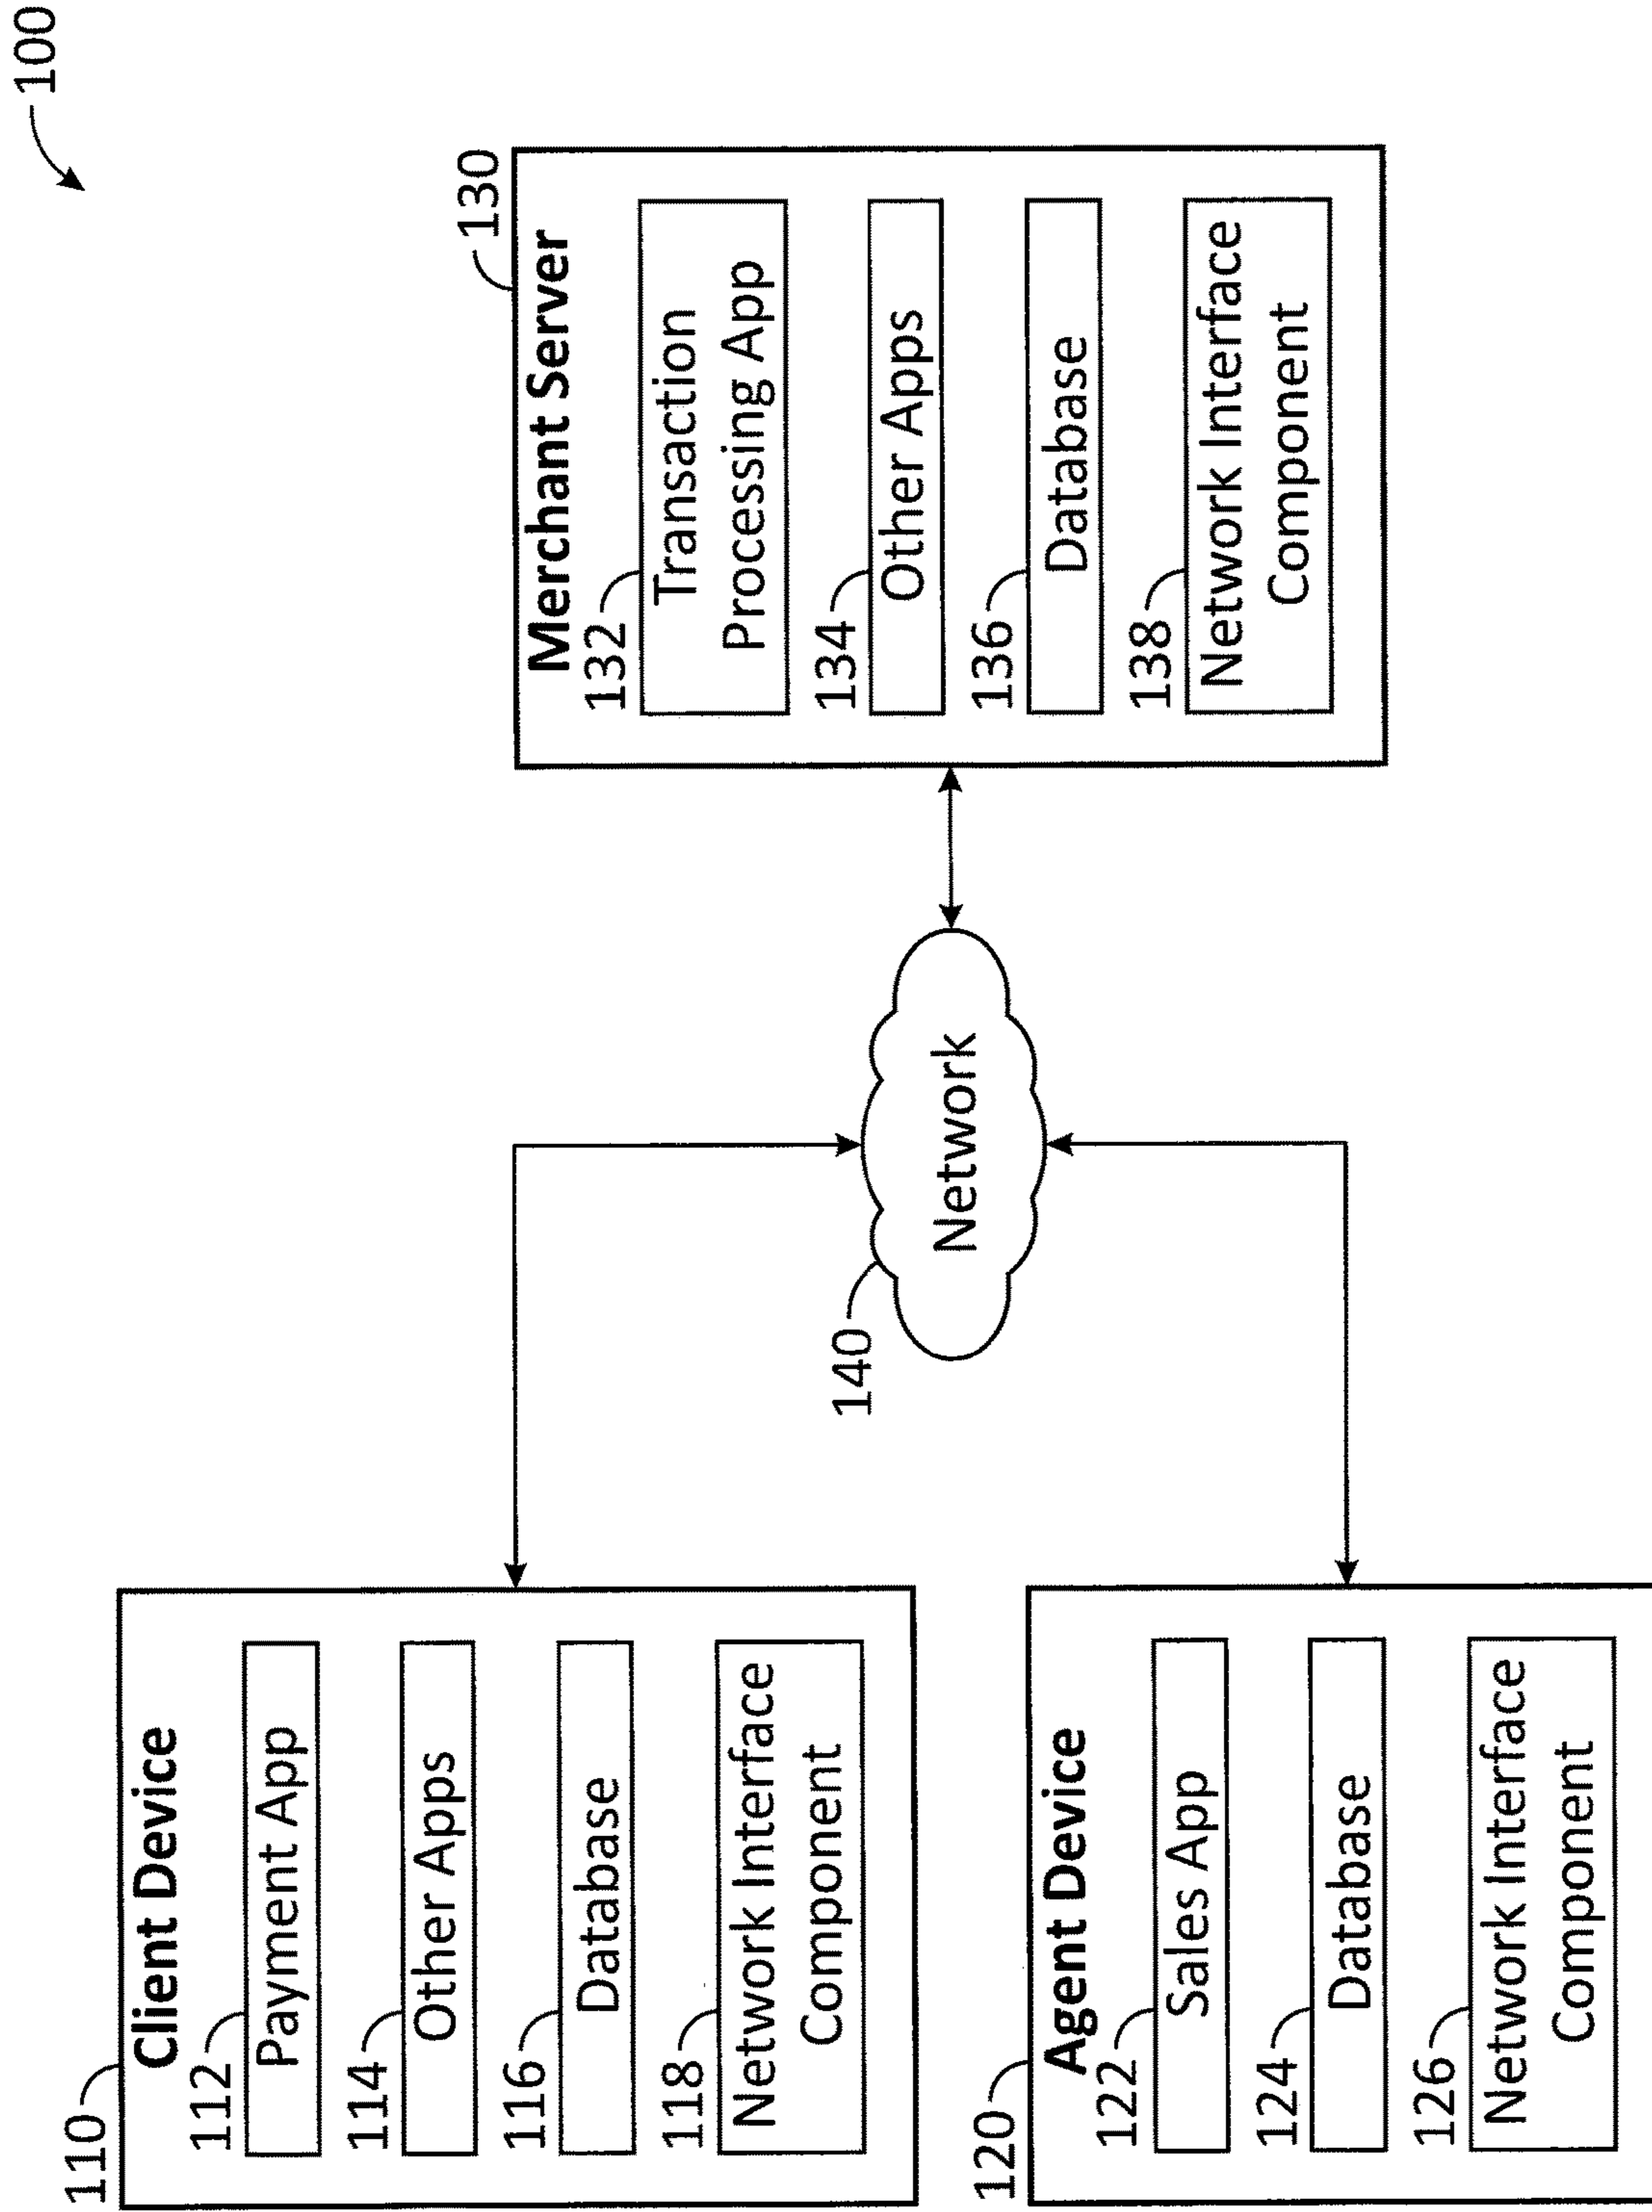 100
110
Client Device
112
Payment App
114
Other Apps
116
Database
118
Network Interface
Component
120
Agent Device
122
Sales App
124
Database
126
Network Interface
Component
140
Network
130
Merchant Server
132
Transaction
Processing App
134
Other Apps
136
Database
138
Network Interface
Component